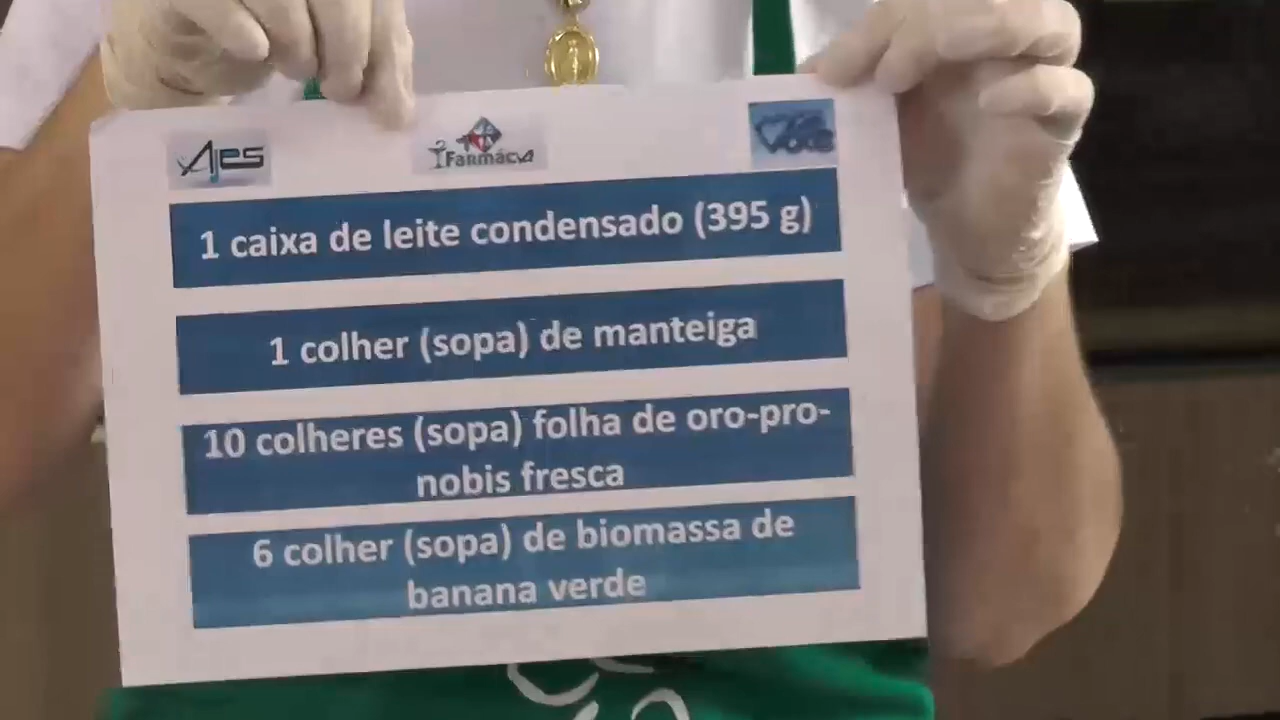 AJES
FARMÁCIA
1 caixa de leite condensado (395 g)
1 colher (sopa) de manteiga
10 colheres (sopa) folha de oro-pro-
nobis fresca
6 colher (sopa) de biomassa de
banana verde